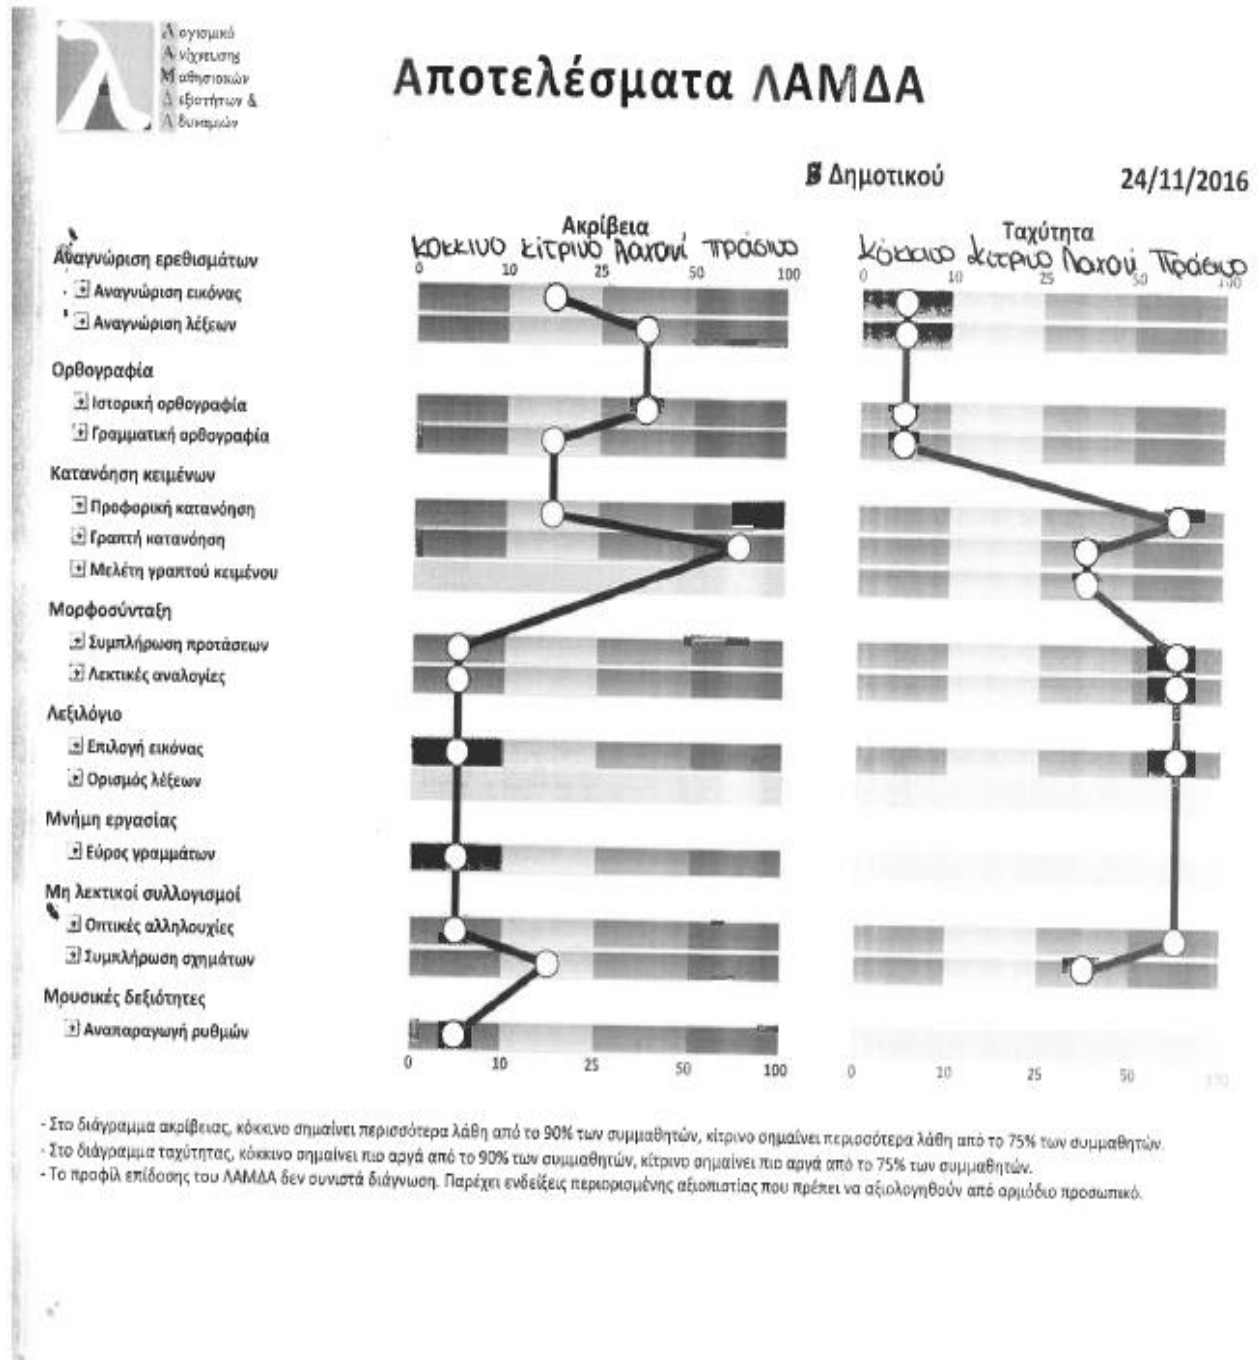 Λογισμικό
Ανίχνευσης
Μαθησιακών
Δεξιοτήτων &
Αδυναμιών
Αποτελέσματα ΛΑΜΔΑ
Β Δημοτικού 24/11/2016
Ακρίβεια Ταχύτητα
κόκκινο κίτρινο λαχανί πράσινο κόκκινο κίτρινο λαχανί πράσινο
0 10 25 50 100 0 10 25 50 100
Αναγνώριση ερεθισμάτων
Αναγνώριση εικόνας
Αναγνώριση λέξεων
Ορθογραφία
Ιστορική ορθογραφία
Γραμματική ορθογραφία
Κατανόηση κειμένων
Προφορική κατανόηση
Γραπτή κατανόηση
Μελέτη γραπτού κειμένου
Μορφοσύνταξη
Συμπλήρωση προτάσεων
Λεκτικές αναλογίες
Λεξιλόγιο
Επιλογή εικόνας
Ορισμός λέξεων
Μνήμη εργασίας
Εύρος γραμμάτων
Μη λεκτικοί συλλογισμοί
Οπτικές αλληλουχίες
Συμπλήρωση σχημάτων
Μουσικές δεξιότητες
Αναπαραγωγή ρυθμών
0 10 25 50 100 0 10 25 50 100
- Στο διάγραμμα ακρίβειας, κόκκινο σημαίνει περισσότερα λάθη από το 90% των συμμαθητών, κίτρινο σημαίνει περισσότερα λάθη από το 75% των συμμαθητών.
- Στο διάγραμμα ταχύτητας, κόκκινο σημαίνει πιο αργά από το 90% των συμμαθητών, κίτρινο σημαίνει πιο αργά από το 75% των συμμαθητών.
- Το προφίλ επίδοσης του ΛΑΜΔΑ δεν συνιστά διάγνωση. Παρέχει ενδείξεις περιορισμένης αξιοπιστίας που πρέπει να αξιολογηθούν από αρμόδιο προσωπικό.